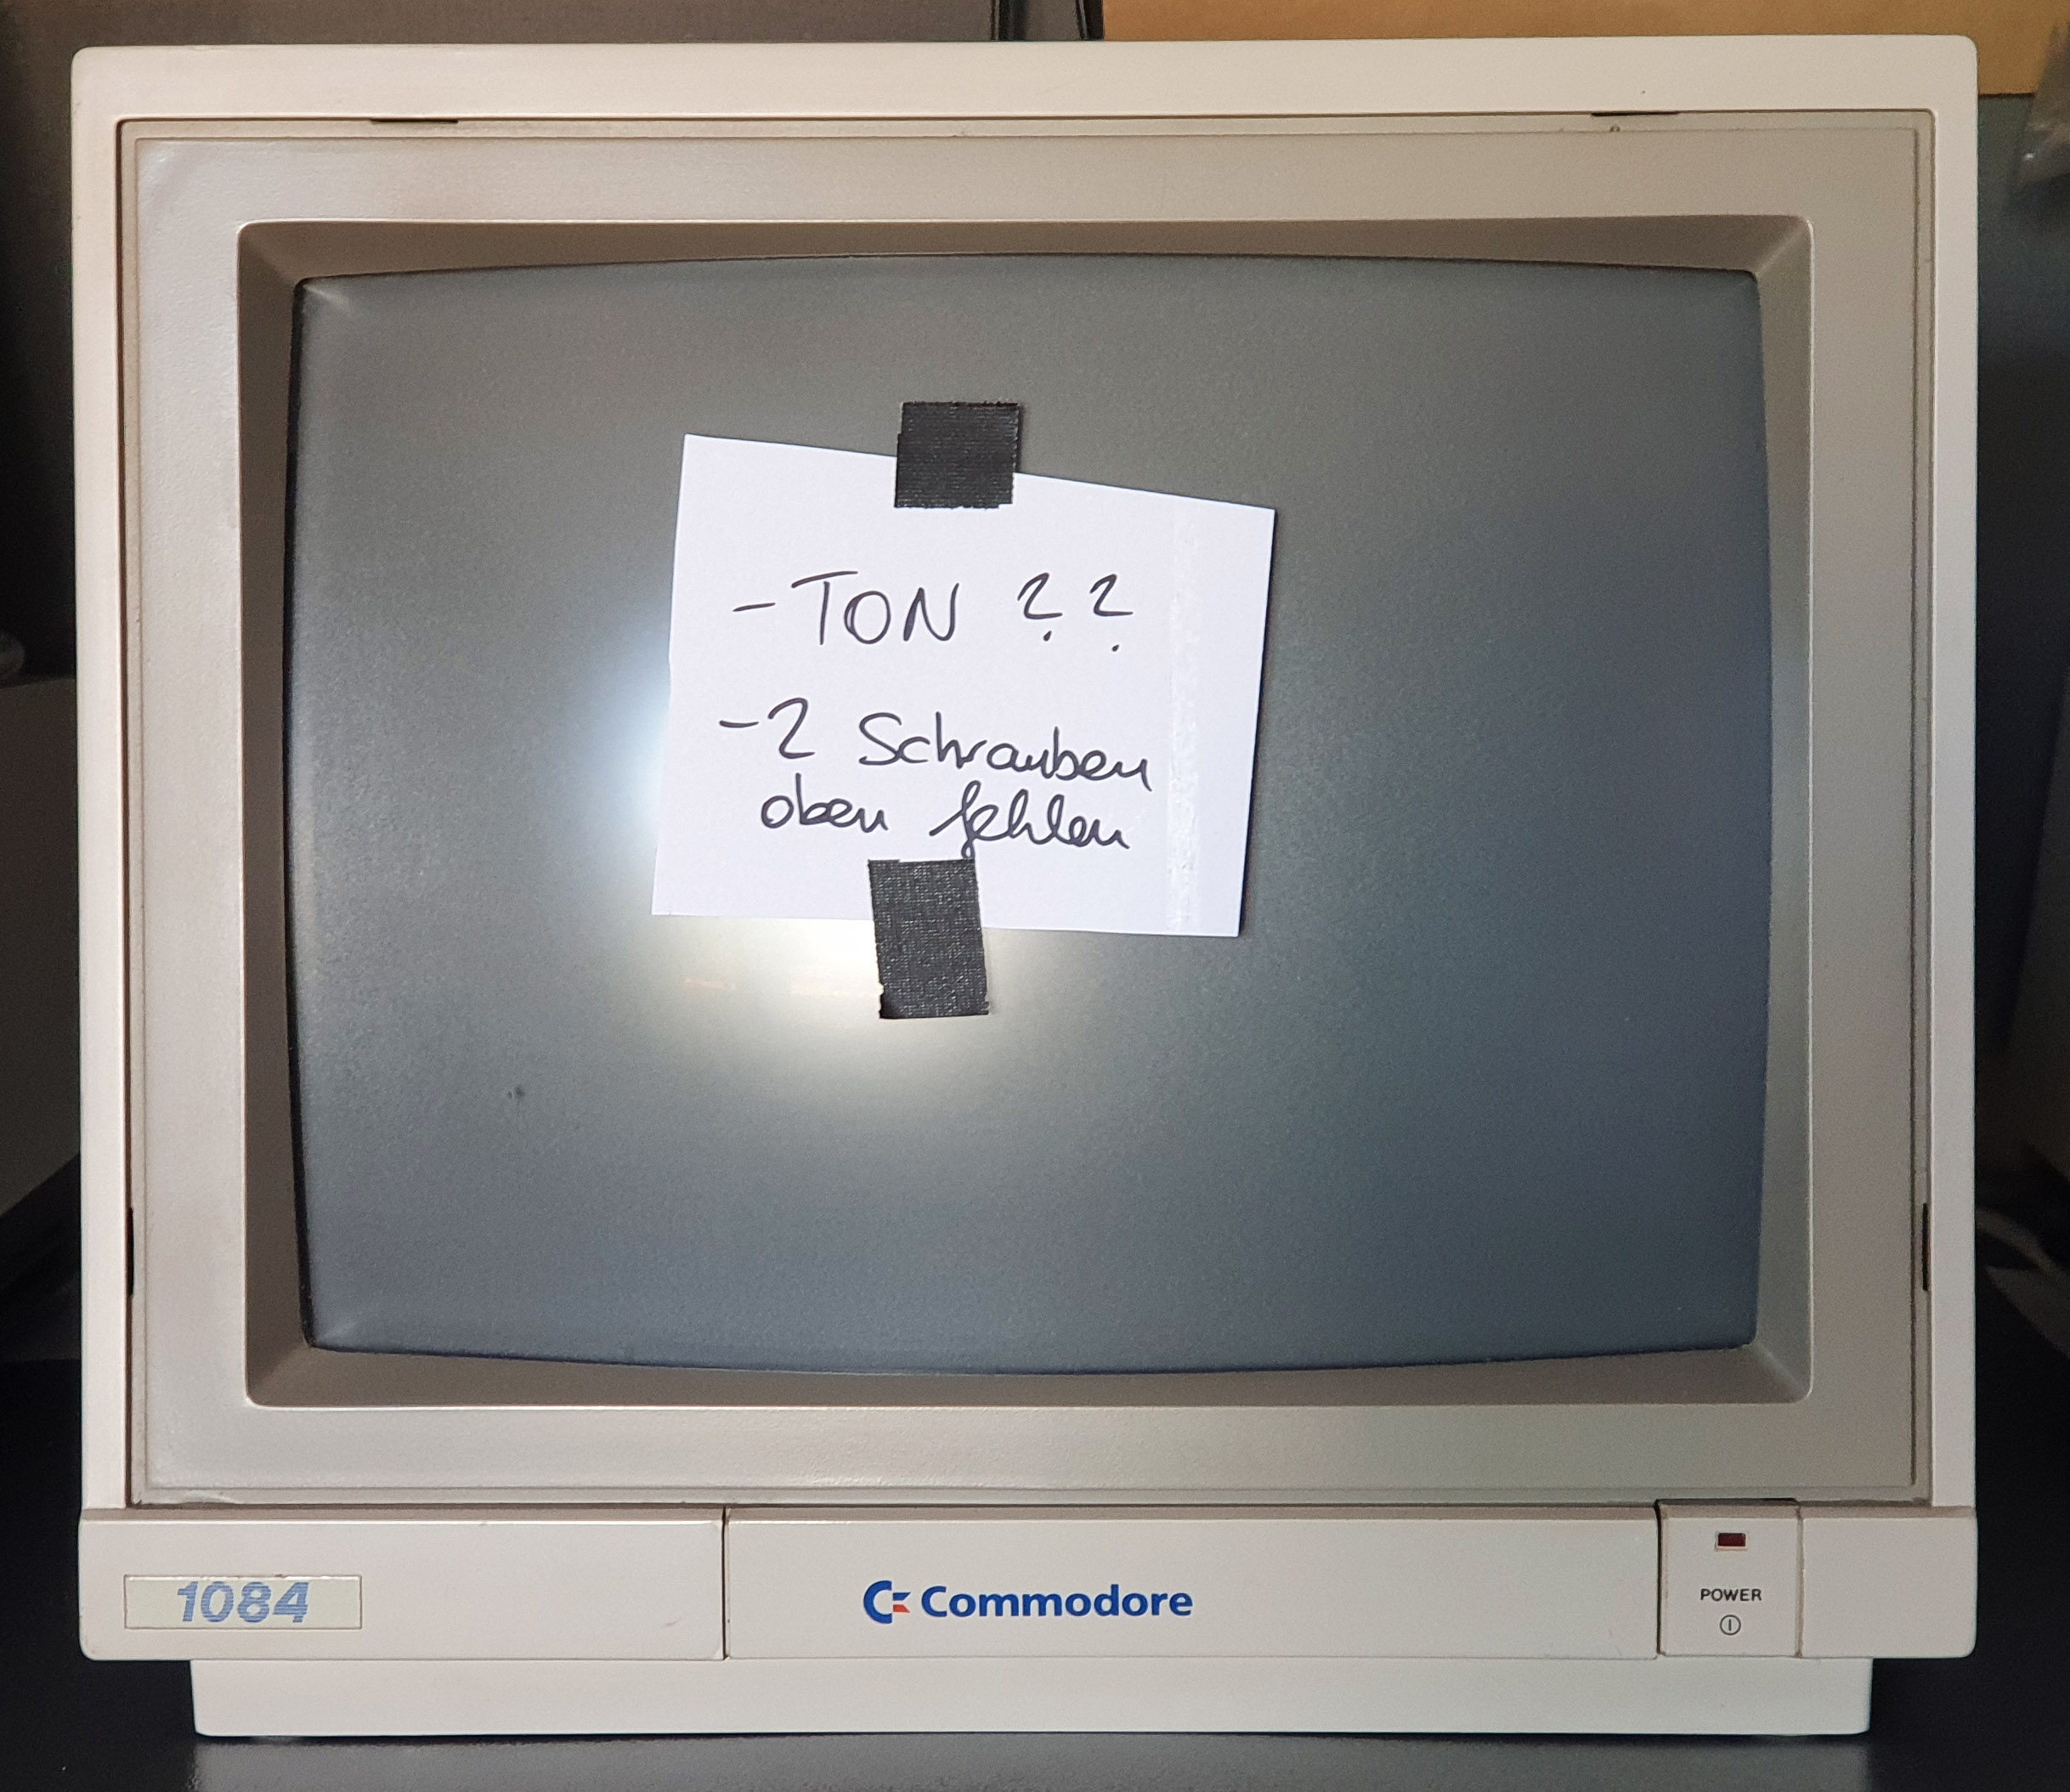 - TON ??
- 2 Schrauben
oben fehlen
1084
Commodore
POWER